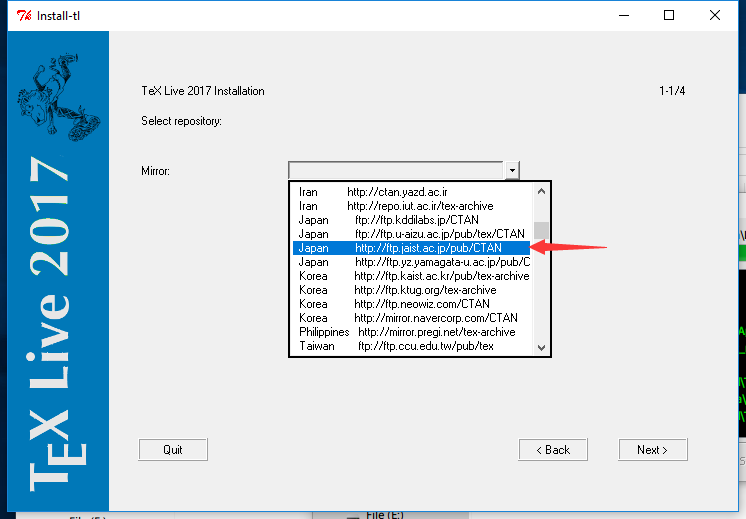 Install-tl
TeX Live 2017 Installation
1-1/4
Select repository:
Mirror:
Iran http://ctan.yazd.ac.ir
Iran http://repo.iut.ac.ir/tex-archive
Japan ftp://ftp.kddilabs.jp/CTAN
Japan ftp://ftp.u-aizu.ac.jp/pub/tex/CTAN
Japan http://ftp.jaist.ac.jp/pub/CTAN
Japan http://ftp.yz.yamagata-u.ac.jp/pub/C
Korea http://ftp.kaist.ac.kr/pub/tex-archive
Korea http://ftp.ktug.org/tex-archive
Korea http://ftp.neowiz.com/CTAN
Korea http://mirror.navercorp.com/CTAN
Philippines http://mirror.pregi.net/tex-archive
Taiwan ftp://ftp.ccu.edu.tw/pub/tex
TEX Live 2017
Quit
< Back
Next >
File (E:)